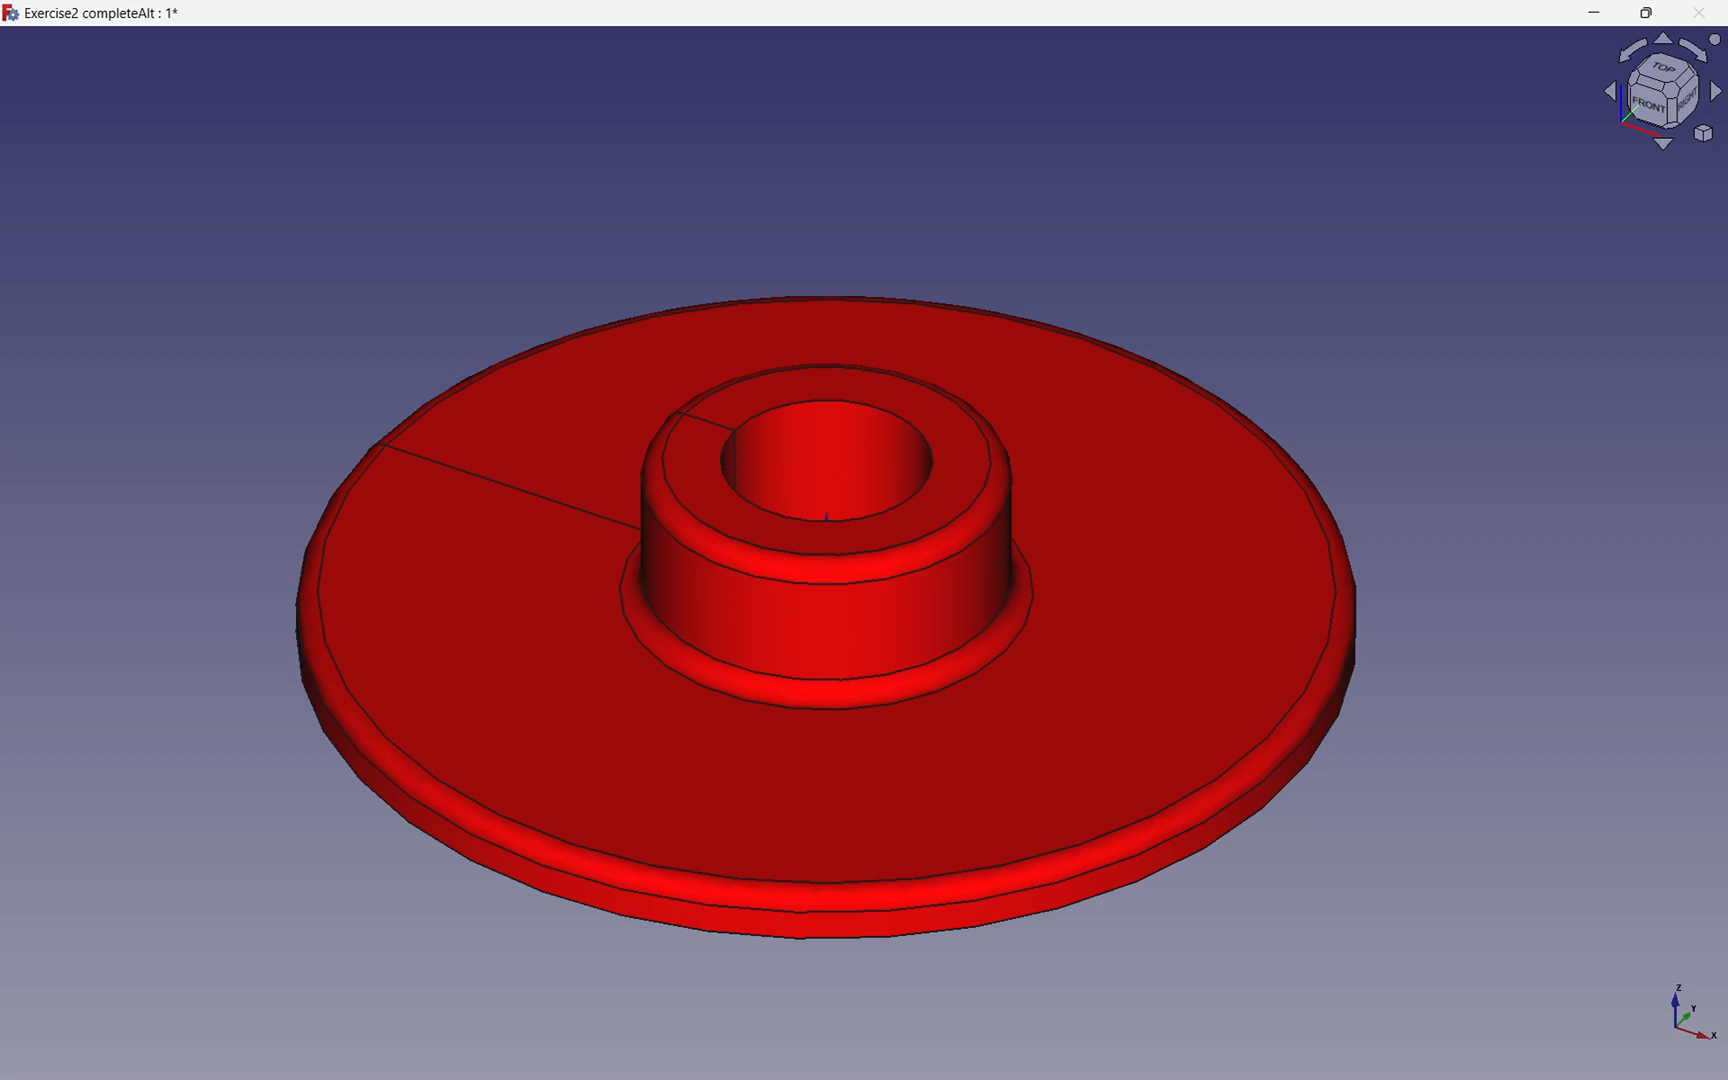 Exercise2 completeAlt : 1*
TOP
FRONT
RIGHT
Z
Y
X